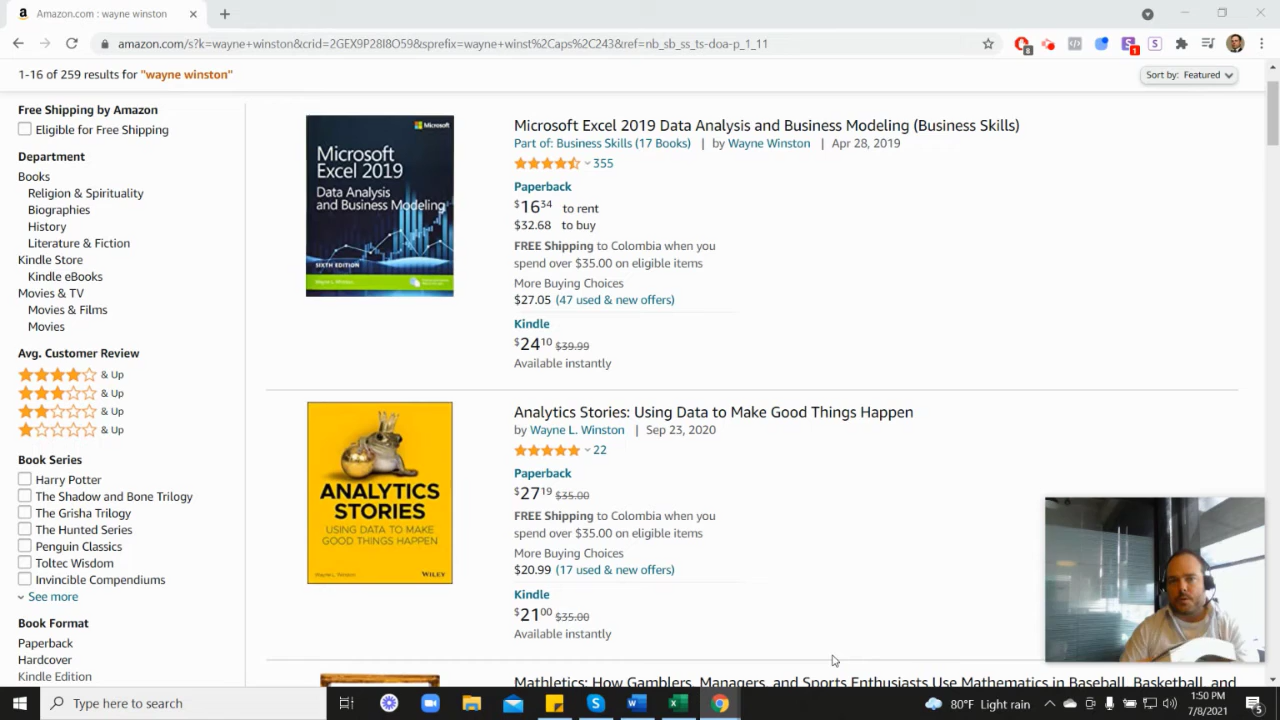 Amazon.com : wayne winston
amazon.com/s?k=wayne+winston&crid=2GEX9P28I8O59&sprefix=wayne+winst%2Caps%2C243&ref=nb_sb_ss_ts-doa-p_1_11
8
1
1-16 of 259 results for "wayne winston"
Sort by: Featured
Free Shipping by Amazon
Eligible for Free Shipping
Department
Books
Religion & Spirituality
Biographies
History
Literature & Fiction
Kindle Store
Kindle eBooks
Movies & TV
Movies & Films
Movies
Avg. Customer Review
& Up
& Up
& Up
& Up
Book Series
Harry Potter
The Shadow and Bone Trilogy
The Grisha Trilogy
The Hunted Series
Penguin Classics
Toltec Wisdom
Invincible Compendiums
See more
Book Format
Paperback
Hardcover
Kindle Edition
Microsoft
Microsoft
Excel 2019
Data Analysis
and Business Modeling
SIXTH EDITION
Wayne L. Winston
Microsoft Excel 2019 Data Analysis and Business Modeling (Business Skills)
Part of: Business Skills (17 Books) | by Wayne Winston | Apr 28, 2019
355
Paperback
$16 34 to rent
$32.68 to buy
FREE Shipping to Colombia when you
spend over $35.00 on eligible items
More Buying Choices
$27.05 (47 used & new offers)
Kindle
$24 10 $39.99
Available instantly
ANALYTICS
STORIES
USING DATA TO MAKE
GOOD THINGS HAPPEN
Wayne L. Winston
WILEY
Analytics Stories: Using Data to Make Good Things Happen
by Wayne L. Winston | Sep 23, 2020
22
Paperback
$27 19 $35.00
FREE Shipping to Colombia when you
spend over $35.00 on eligible items
More Buying Choices
$20.99 (17 used & new offers)
Kindle
$21 00 $35.00
Available instantly
Mathletics: How Gamblers, Managers, and Sports Enthusiasts Use Mathematics in Baseball, Basketball, and
Type here to search
80°F Light rain
1:50 PM
7/8/2021
5